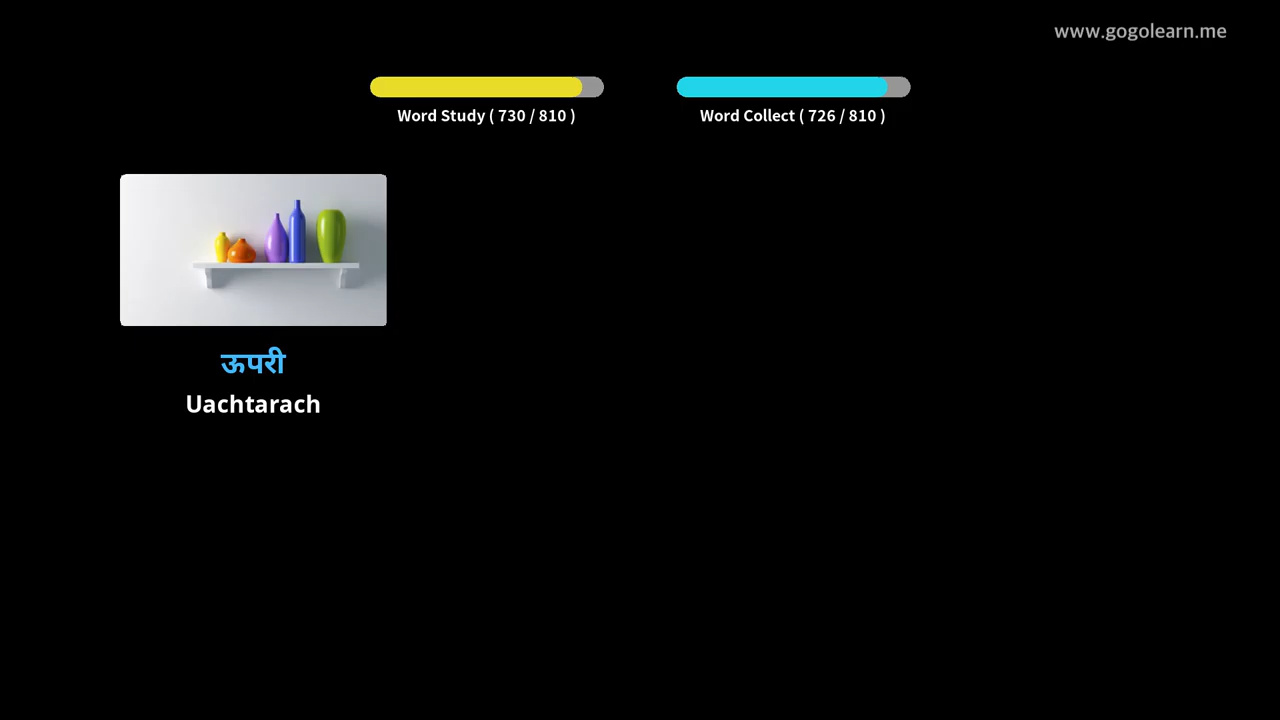 www.gogolearn.me
Word Study ( 730 / 810 )
Word Collect ( 726 / 810 )
ऊपरी
Uachtarach